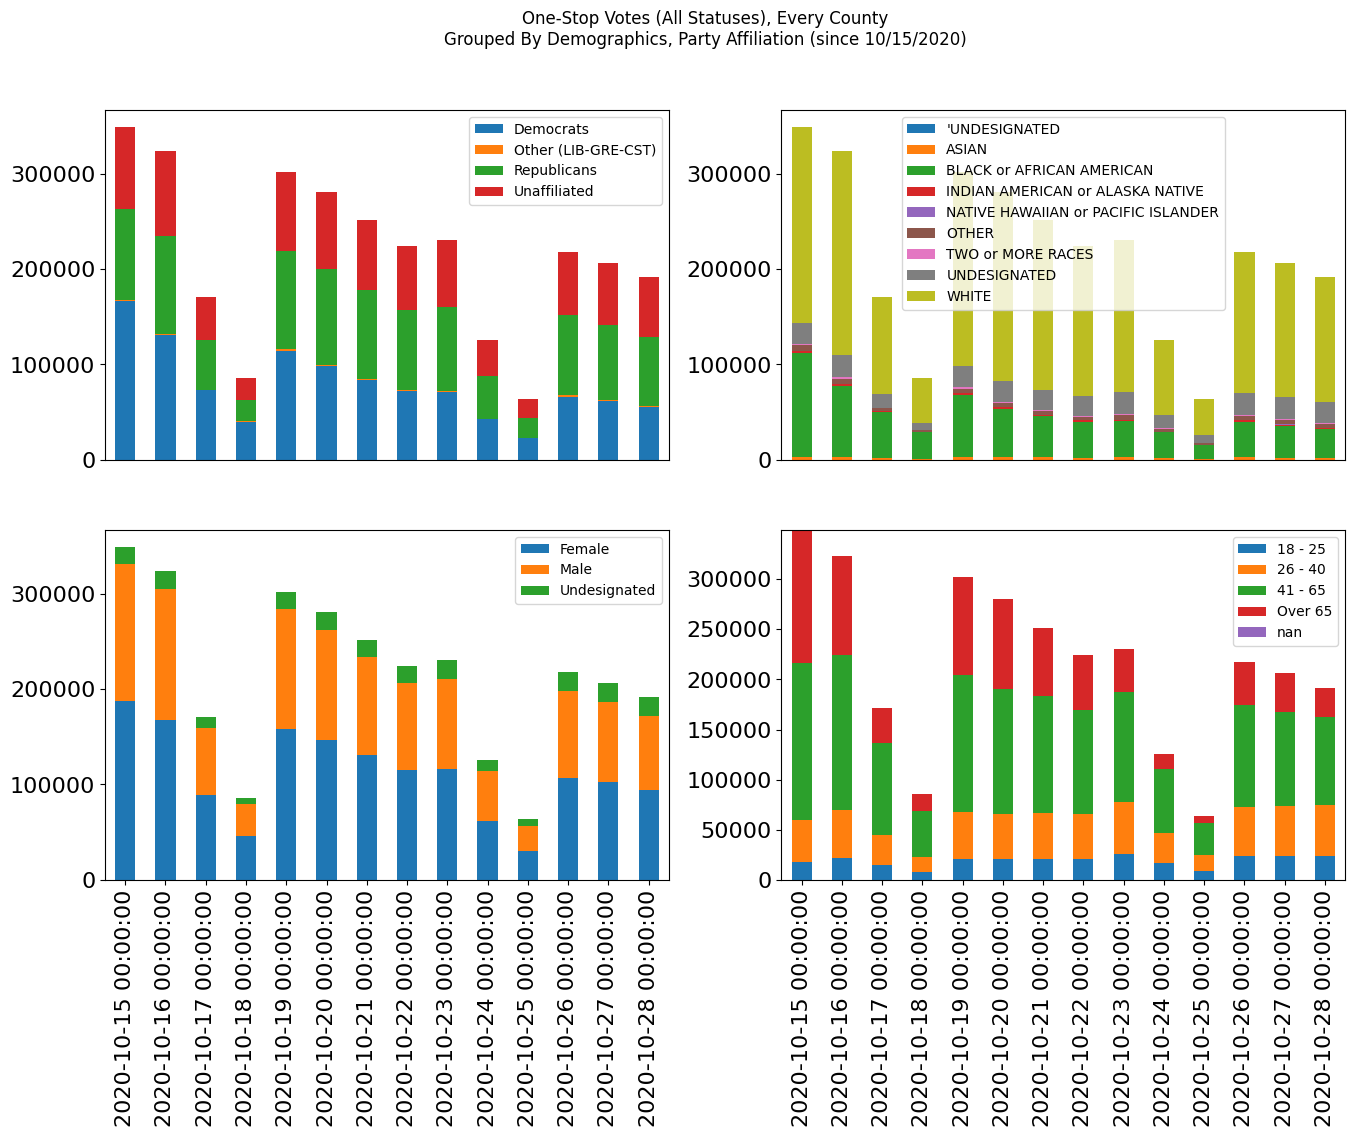 One-Stop Votes (All Statuses), Every County
Grouped By Demographics, Party Affiliation (since 10/15/2020)
300000
200000
100000
0
Democrats
Other (LIB-GRE-CST)
Republicans
Unaffiliated
300000
200000
100000
0
'UNDESIGNATED
ASIAN
BLACK or AFRICAN AMERICAN
INDIAN AMERICAN or ALASKA NATIVE
NATIVE HAWAIIAN or PACIFIC ISLANDER
OTHER
TWO or MORE RACES
UNDESIGNATED
WHITE
300000
200000
100000
0
Female
Male
Undesignated
2020-10-15 00:00:00
2020-10-16 00:00:00
2020-10-17 00:00:00
2020-10-18 00:00:00
2020-10-19 00:00:00
2020-10-20 00:00:00
2020-10-21 00:00:00
2020-10-22 00:00:00
2020-10-23 00:00:00
2020-10-24 00:00:00
2020-10-25 00:00:00
2020-10-26 00:00:00
2020-10-27 00:00:00
2020-10-28 00:00:00
300000
250000
200000
150000
100000
50000
0
18 - 25
26 - 40
41 - 65
Over 65
nan
2020-10-15 00:00:00
2020-10-16 00:00:00
2020-10-17 00:00:00
2020-10-18 00:00:00
2020-10-19 00:00:00
2020-10-20 00:00:00
2020-10-21 00:00:00
2020-10-22 00:00:00
2020-10-23 00:00:00
2020-10-24 00:00:00
2020-10-25 00:00:00
2020-10-26 00:00:00
2020-10-27 00:00:00
2020-10-28 00:00:00